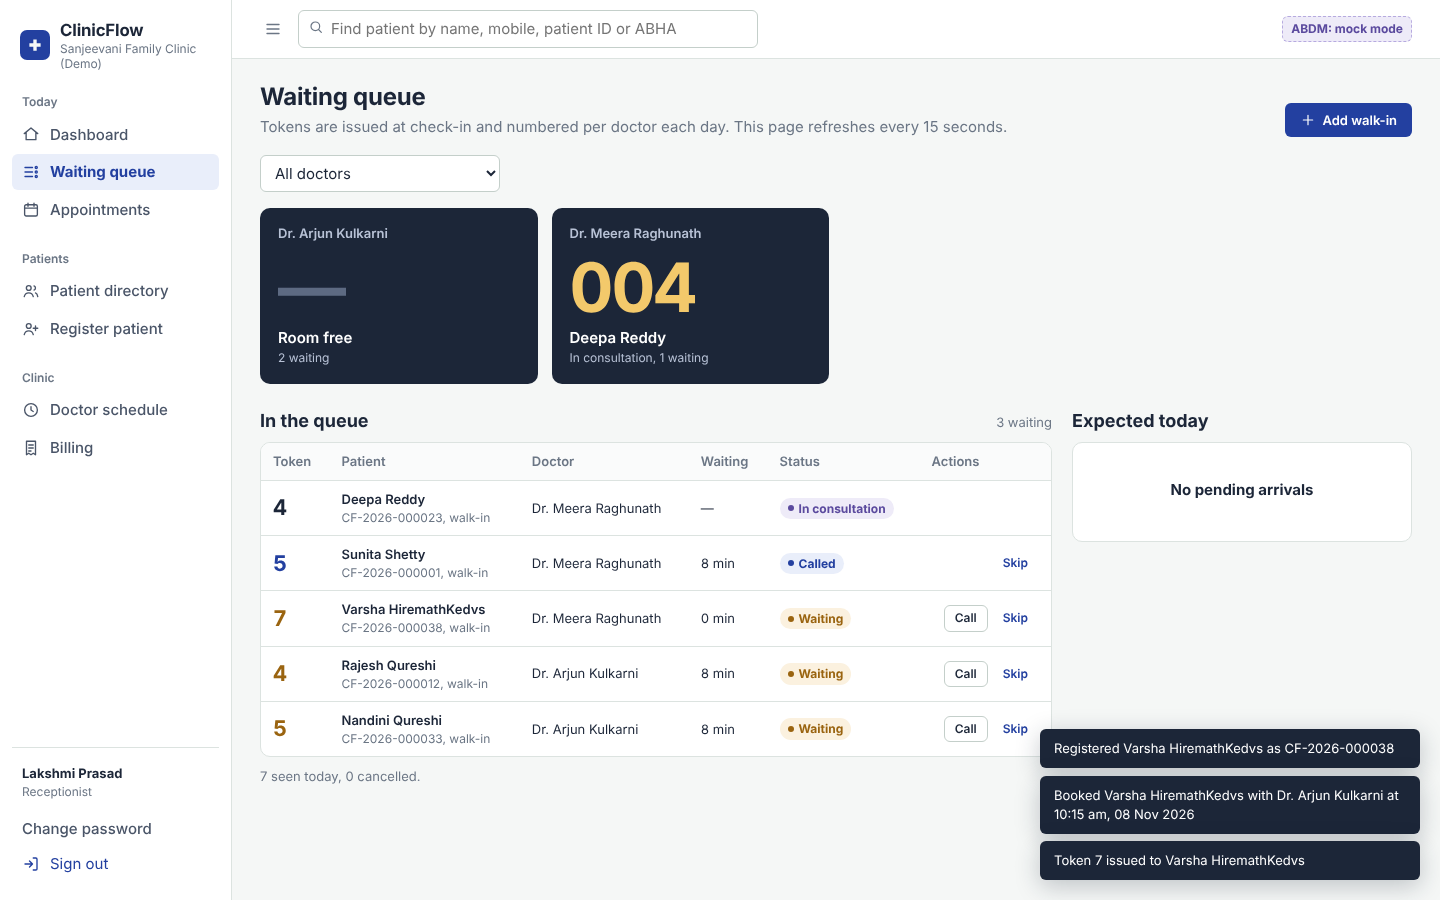 ClinicFlow
Sanjeevani Family Clinic
(Demo)
Today
Dashboard
Waiting queue
Appointments
Patients
Patient directory
Register patient
Clinic
Doctor schedule
Billing
Lakshmi Prasad
Receptionist
Change password
Sign out
Find patient by name, mobile, patient ID or ABHA
ABDM: mock mode
Waiting queue
Tokens are issued at check-in and numbered per doctor each day. This page refreshes every 15 seconds.
+ Add walk-in
All doctors
Dr. Arjun Kulkarni
—
Room free
2 waiting
Dr. Meera Raghunath
004
Deepa Reddy
In consultation, 1 waiting
In the queue
3 waiting
Token Patient Doctor Waiting Status Actions
4 Deepa Reddy Dr. Meera Raghunath — In consultation
CF-2026-000023, walk-in
5 Sunita Shetty Dr. Meera Raghunath 8 min Called Skip
CF-2026-000001, walk-in
7 Varsha HiremathKedvs Dr. Meera Raghunath 0 min Waiting Call Skip
CF-2026-000038, walk-in
4 Rajesh Qureshi Dr. Arjun Kulkarni 8 min Waiting Call Skip
CF-2026-000012, walk-in
5 Nandini Qureshi Dr. Arjun Kulkarni 8 min Waiting Call Skip
CF-2026-000033, walk-in
7 seen today, 0 cancelled.
Expected today
No pending arrivals
Registered Varsha HiremathKedvs as CF-2026-000038
Booked Varsha HiremathKedvs with Dr. Arjun Kulkarni at
10:15 am, 08 Nov 2026
Token 7 issued to Varsha HiremathKedvs